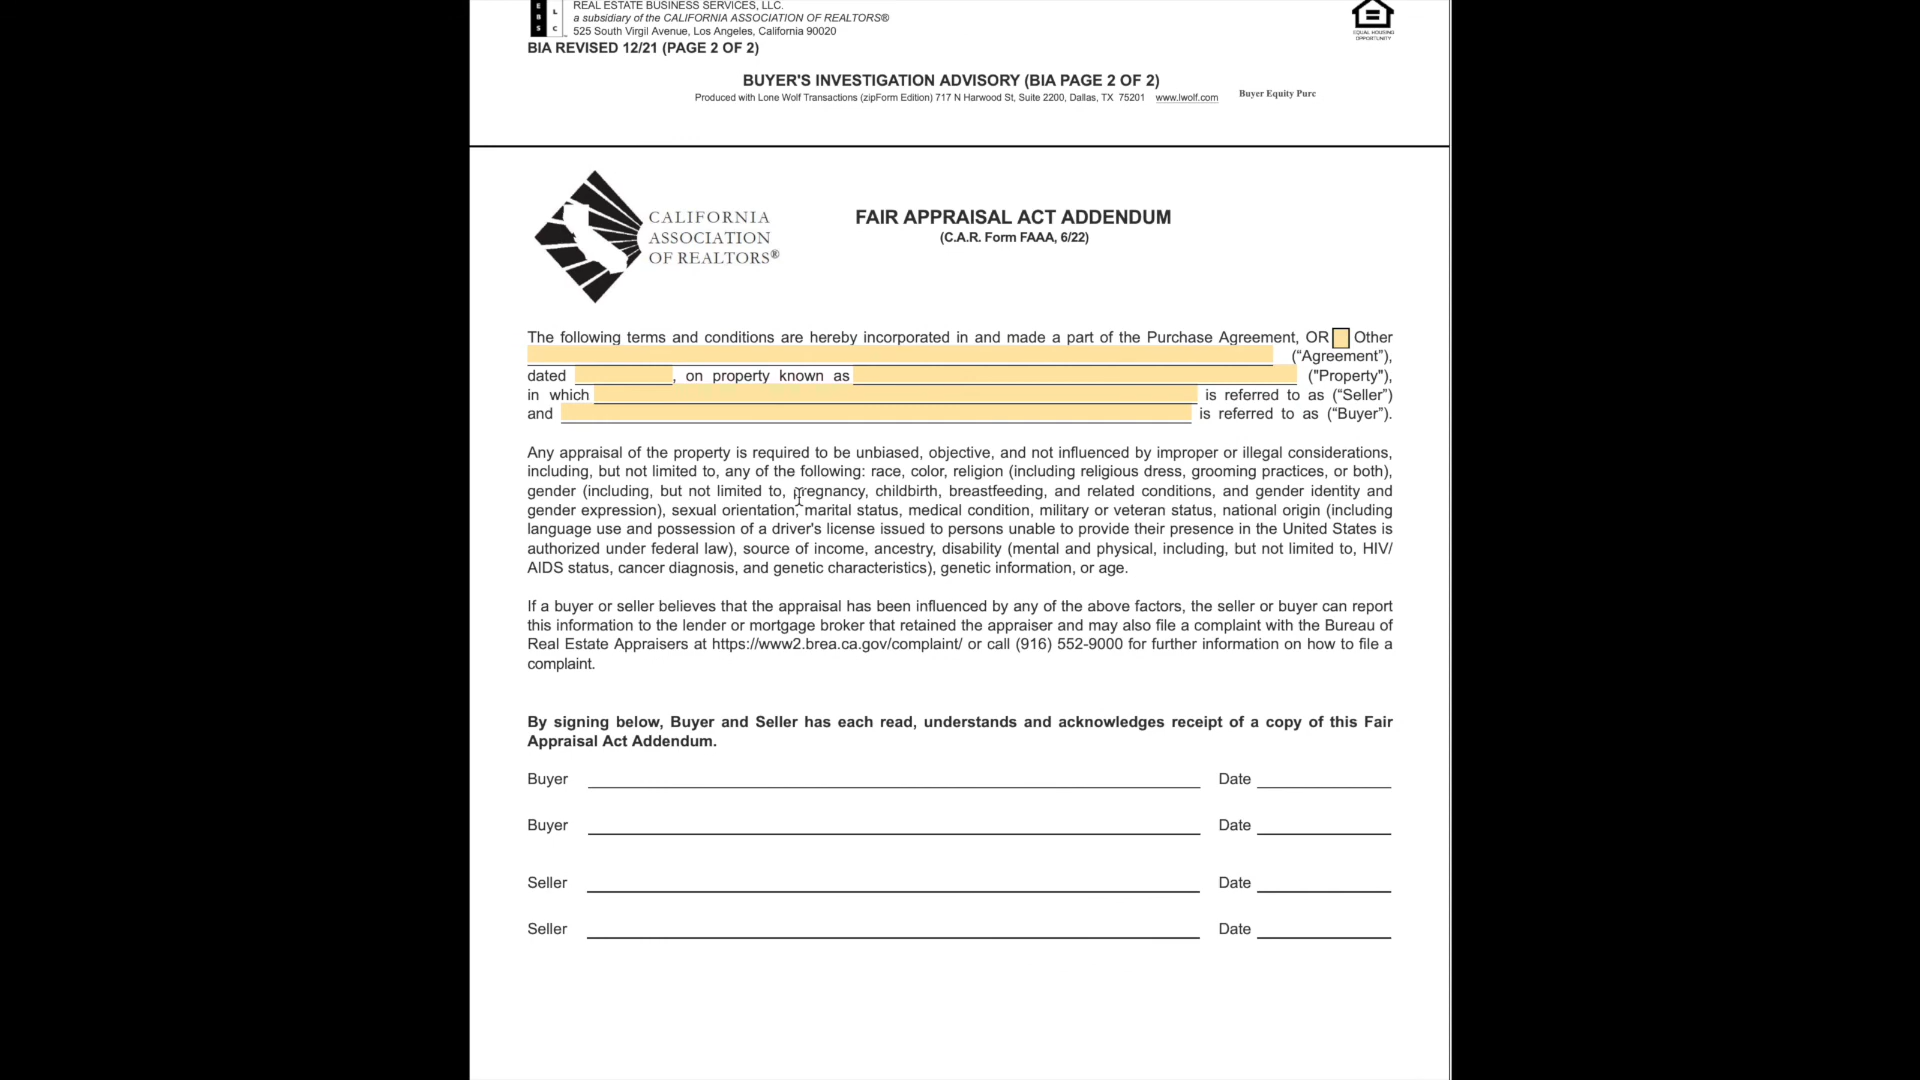 E L
B
S C
REAL ESTATE BUSINESS SERVICES, LLC.
a subsidiary of the CALIFORNIA ASSOCIATION OF REALTORS®
525 South Virgil Avenue, Los Angeles, California 90020
EQUAL HOUSING
OPPORTUNITY
BIA REVISED 12/21 (PAGE 2 OF 2)
BUYER'S INVESTIGATION ADVISORY (BIA PAGE 2 OF 2)
Produced with Lone Wolf Transactions (zipForm Edition) 717 N Harwood St, Suite 2200, Dallas, TX 75201 www.lwolf.com Buyer Equity Purc
CALIFORNIA
ASSOCIATION
OF REALTORS®
FAIR APPRAISAL ACT ADDENDUM
(C.A.R. Form FAAA, 6/22)
The following terms and conditions are hereby incorporated in and made a part of the Purchase Agreement, OR Other
(“Agreement”),
dated , on property known as ("Property"),
in which is referred to as (“Seller”)
and is referred to as (“Buyer”).
Any appraisal of the property is required to be unbiased, objective, and not influenced by improper or illegal considerations,
including, but not limited to, any of the following: race, color, religion (including religious dress, grooming practices, or both),
gender (including, but not limited to, pregnancy, childbirth, breastfeeding, and related conditions, and gender identity and
gender expression), sexual orientation, marital status, medical condition, military or veteran status, national origin (including
language use and possession of a driver's license issued to persons unable to provide their presence in the United States is
authorized under federal law), source of income, ancestry, disability (mental and physical, including, but not limited to, HIV/
AIDS status, cancer diagnosis, and genetic characteristics), genetic information, or age.
If a buyer or seller believes that the appraisal has been influenced by any of the above factors, the seller or buyer can report
this information to the lender or mortgage broker that retained the appraiser and may also file a complaint with the Bureau of
Real Estate Appraisers at https://www2.brea.ca.gov/complaint/ or call (916) 552-9000 for further information on how to file a
complaint.
By signing below, Buyer and Seller has each read, understands and acknowledges receipt of a copy of this Fair
Appraisal Act Addendum.
Buyer Date
Buyer Date
Seller Date
Seller Date